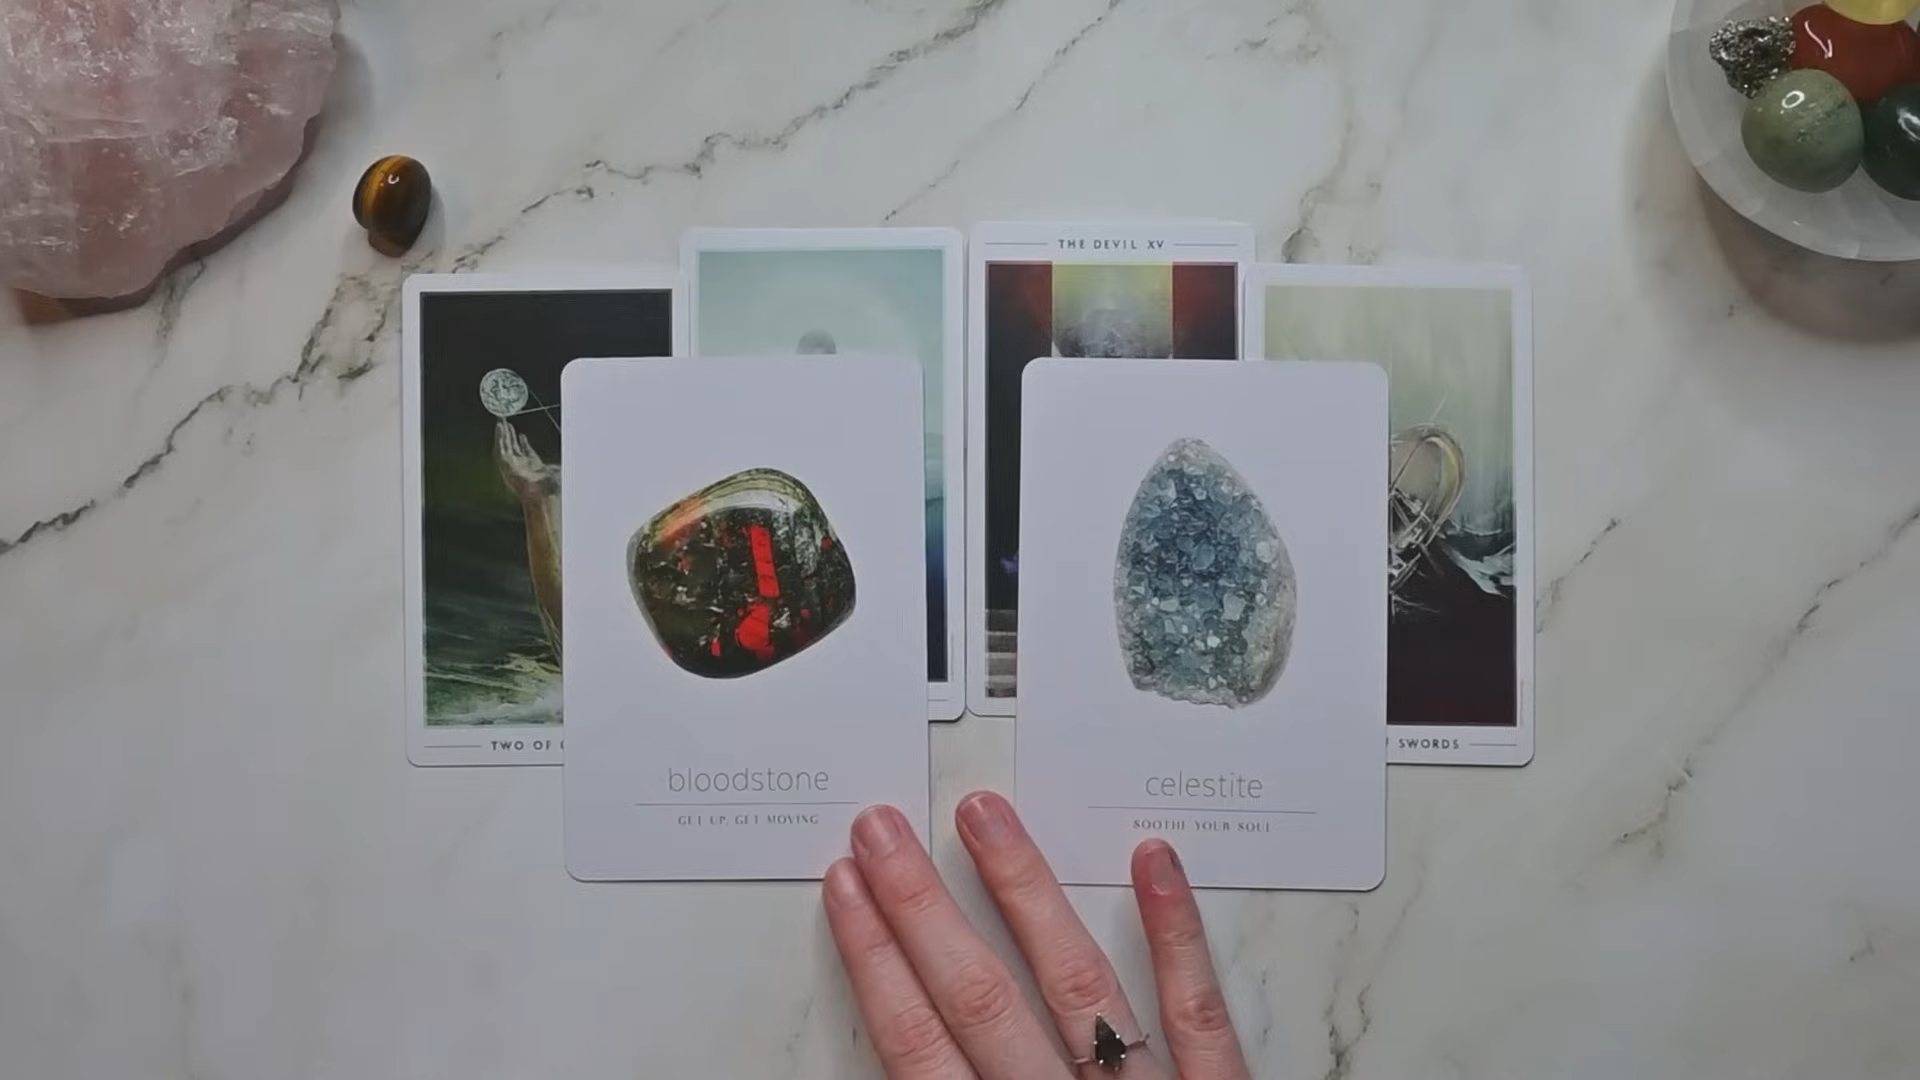 THE DEVIL XV
TWO OF
SWORDS
bloodstone
GET UP, GET MOVING
celestite
SOOTHE YOUR SOUL